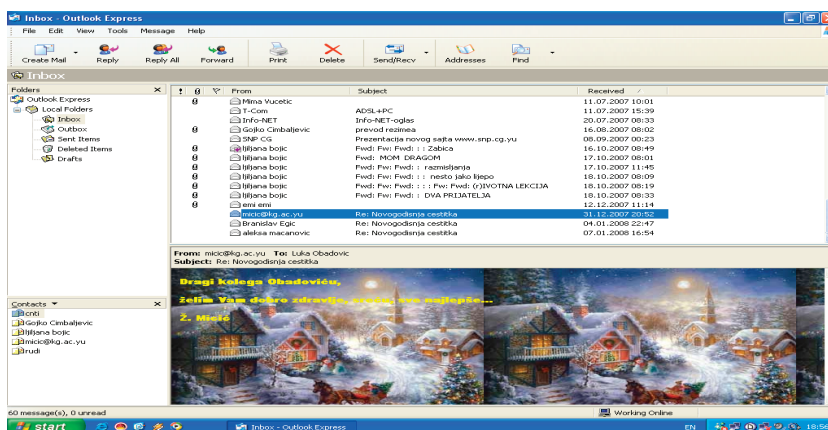 Inbox - Outlook Express
File Edit View Tools Message Help
Create Mail Reply Reply All Forward Print Delete Send/Recv Addresses Find
Inbox
Folders
Outlook Express
Local Folders
Inbox
Outbox
Sent Items
Deleted Items
Drafts
! From Subject Received
Mima Vucetic 11.07.2007 10:01
T-Com ADSL+PC 11.07.2007 15:39
Info-NET Info-NET-oglas 20.07.2007 08:33
Gojko Cimbaljevic prevod rezimea 16.08.2007 08:02
SNP CG Prezentacija novog sajta www.snp.cg.yu 08.09.2007 00:23
ljiljana bojic Fwd: Fw: Fwd: : : Zabica 16.10.2007 08:49
ljiljana bojic Fwd: MOM DRAGOM 17.10.2007 08:01
ljiljana bojic Fwd: Fw: Fwd: : razmisljanja 17.10.2007 11:45
ljiljana bojic Fwd: Fw: Fwd: : : nesto jako lijepo 18.10.2007 08:09
ljiljana bojic Fwd: Fw: Fwd: : : : Fw: Fwd: (r)IVOTNA LEKCIJA 18.10.2007 08:19
ljiljana bojic Fwd: Fw: Fwd: : DVA PRIJATELJA 18.10.2007 08:33
emi emi 12.12.2007 11:14
micic@kg.ac.yu Re: Novogodisnja cestitka 31.12.2007 20:52
Branislav Egic Re: Novogodisnja cestitka 04.01.2008 22:47
aleksa macanovic Re: Novogodisnja cestitka 07.01.2008 16:54
From: micic@kg.ac.yu To: Luka Obadovic
Subject: Re: Novogodisnja cestitka
Dragi kolega Obadoviću,
želim Vam dobro zdravlje, sreću, sve najlepše...
Ž. Micić
Contacts
cnti
Gojko Cimbaljevic
ljiljana bojic
micic@kg.ac.yu
rudi
60 message(s), 0 unread Working Online
start Inbox - Outlook Express EN 18:56